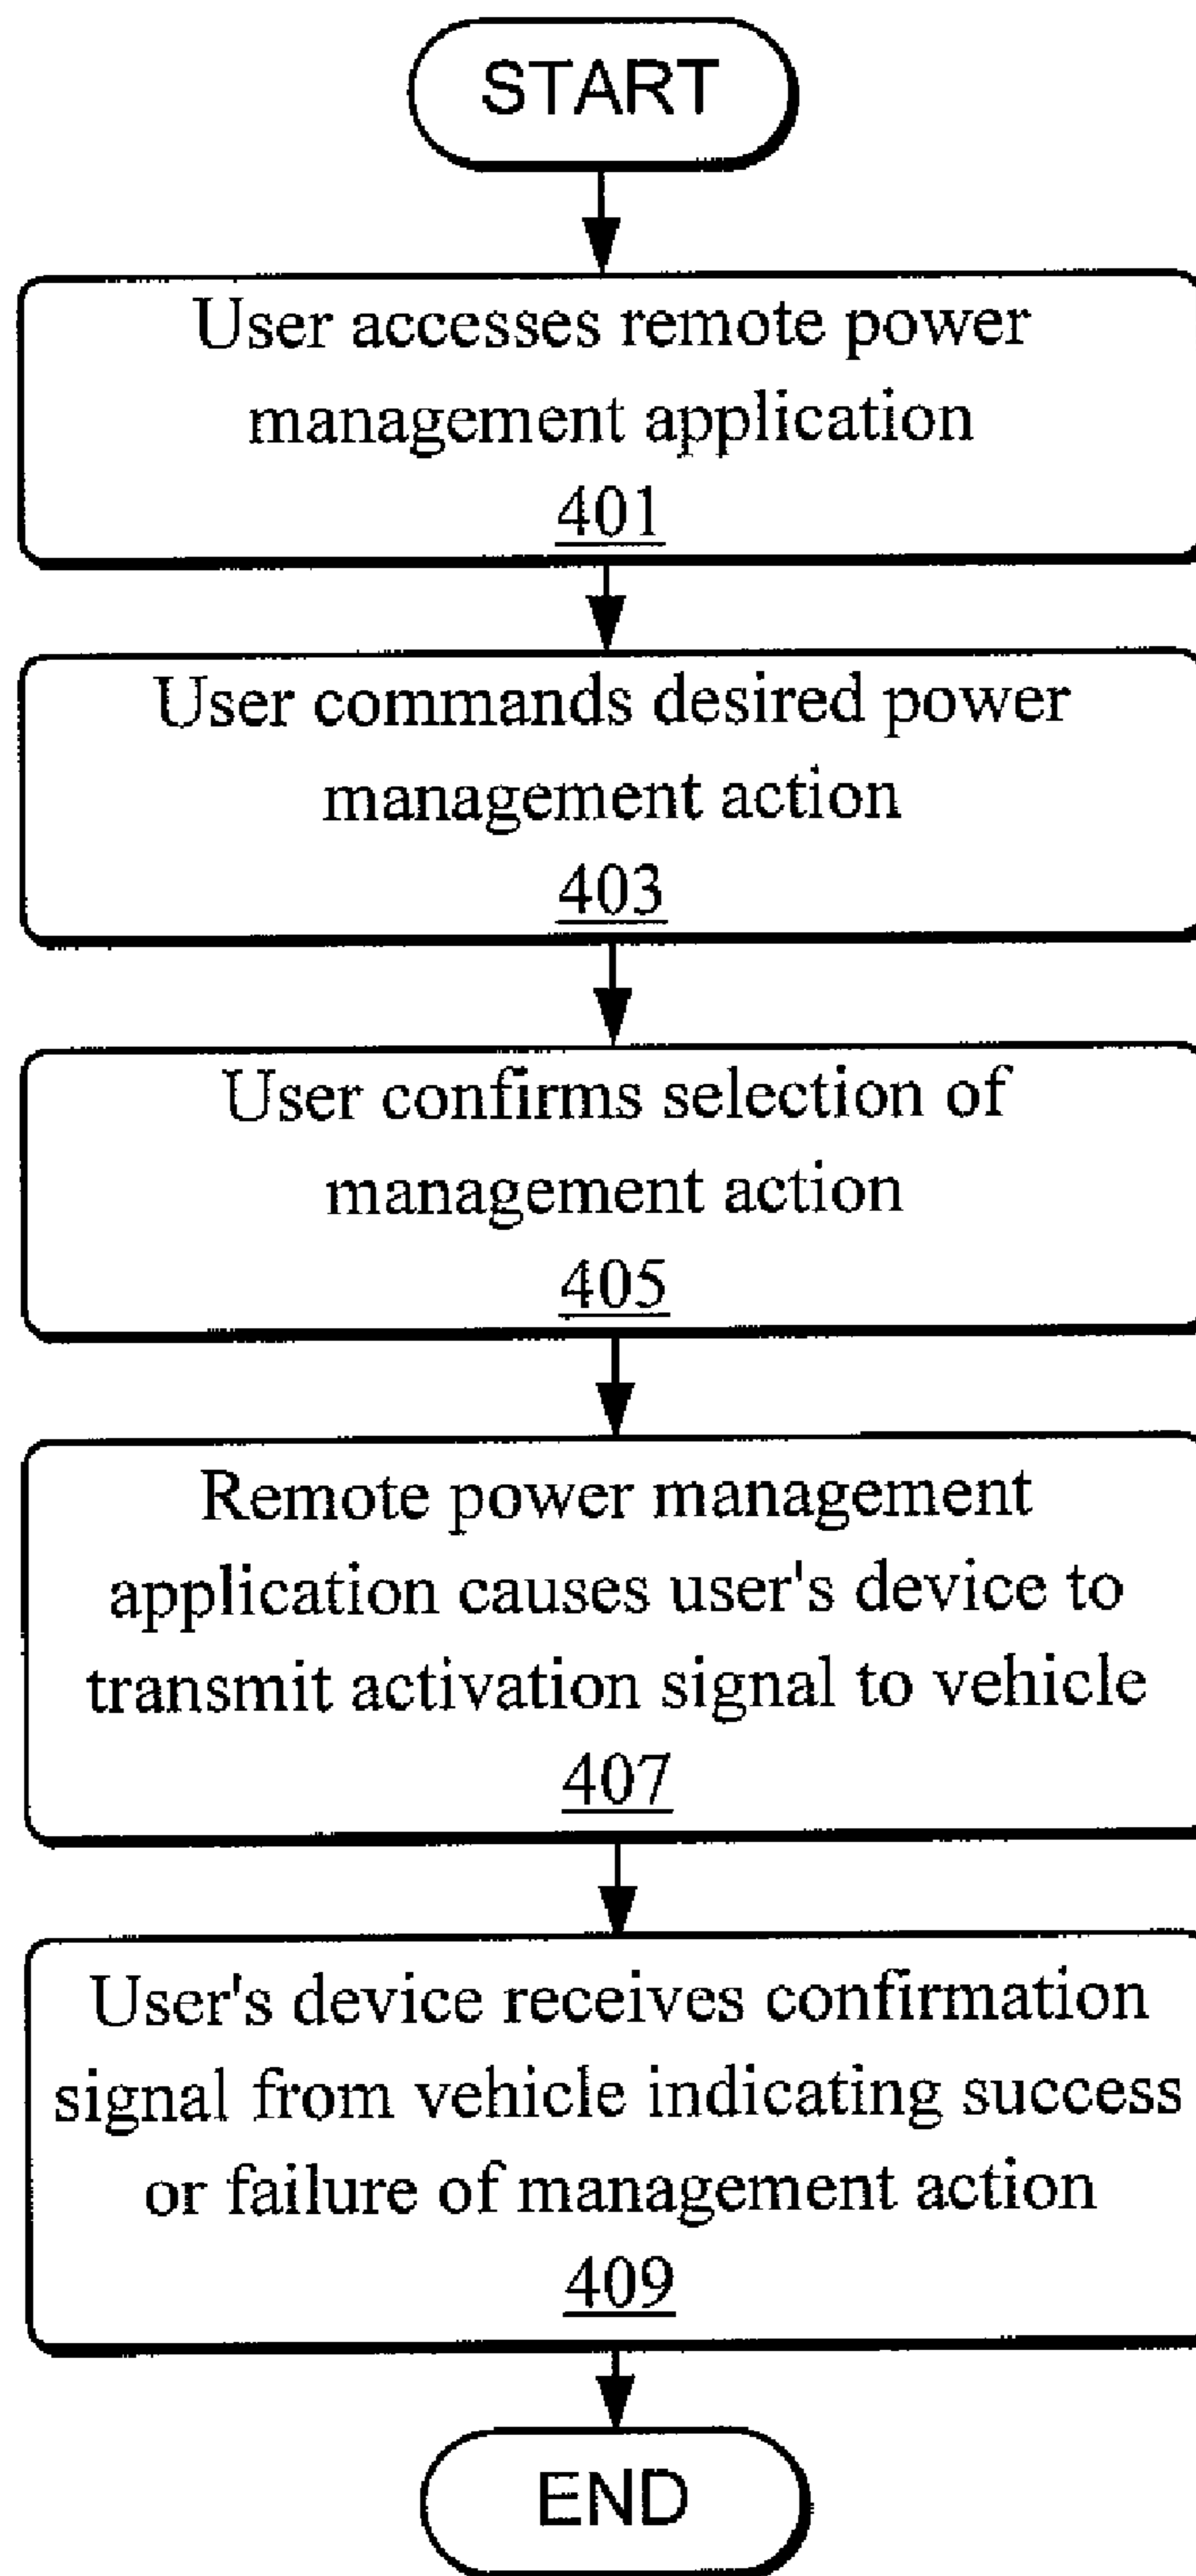 START
User accesses remote power
management application
401
User commands desired power
management action
403
User confirms selection of
management action
405
Remote power management
application causes user's device to
transmit activation signal to vehicle
407
User's device receives confirmation
signal from vehicle indicating success
or failure of management action
409
END